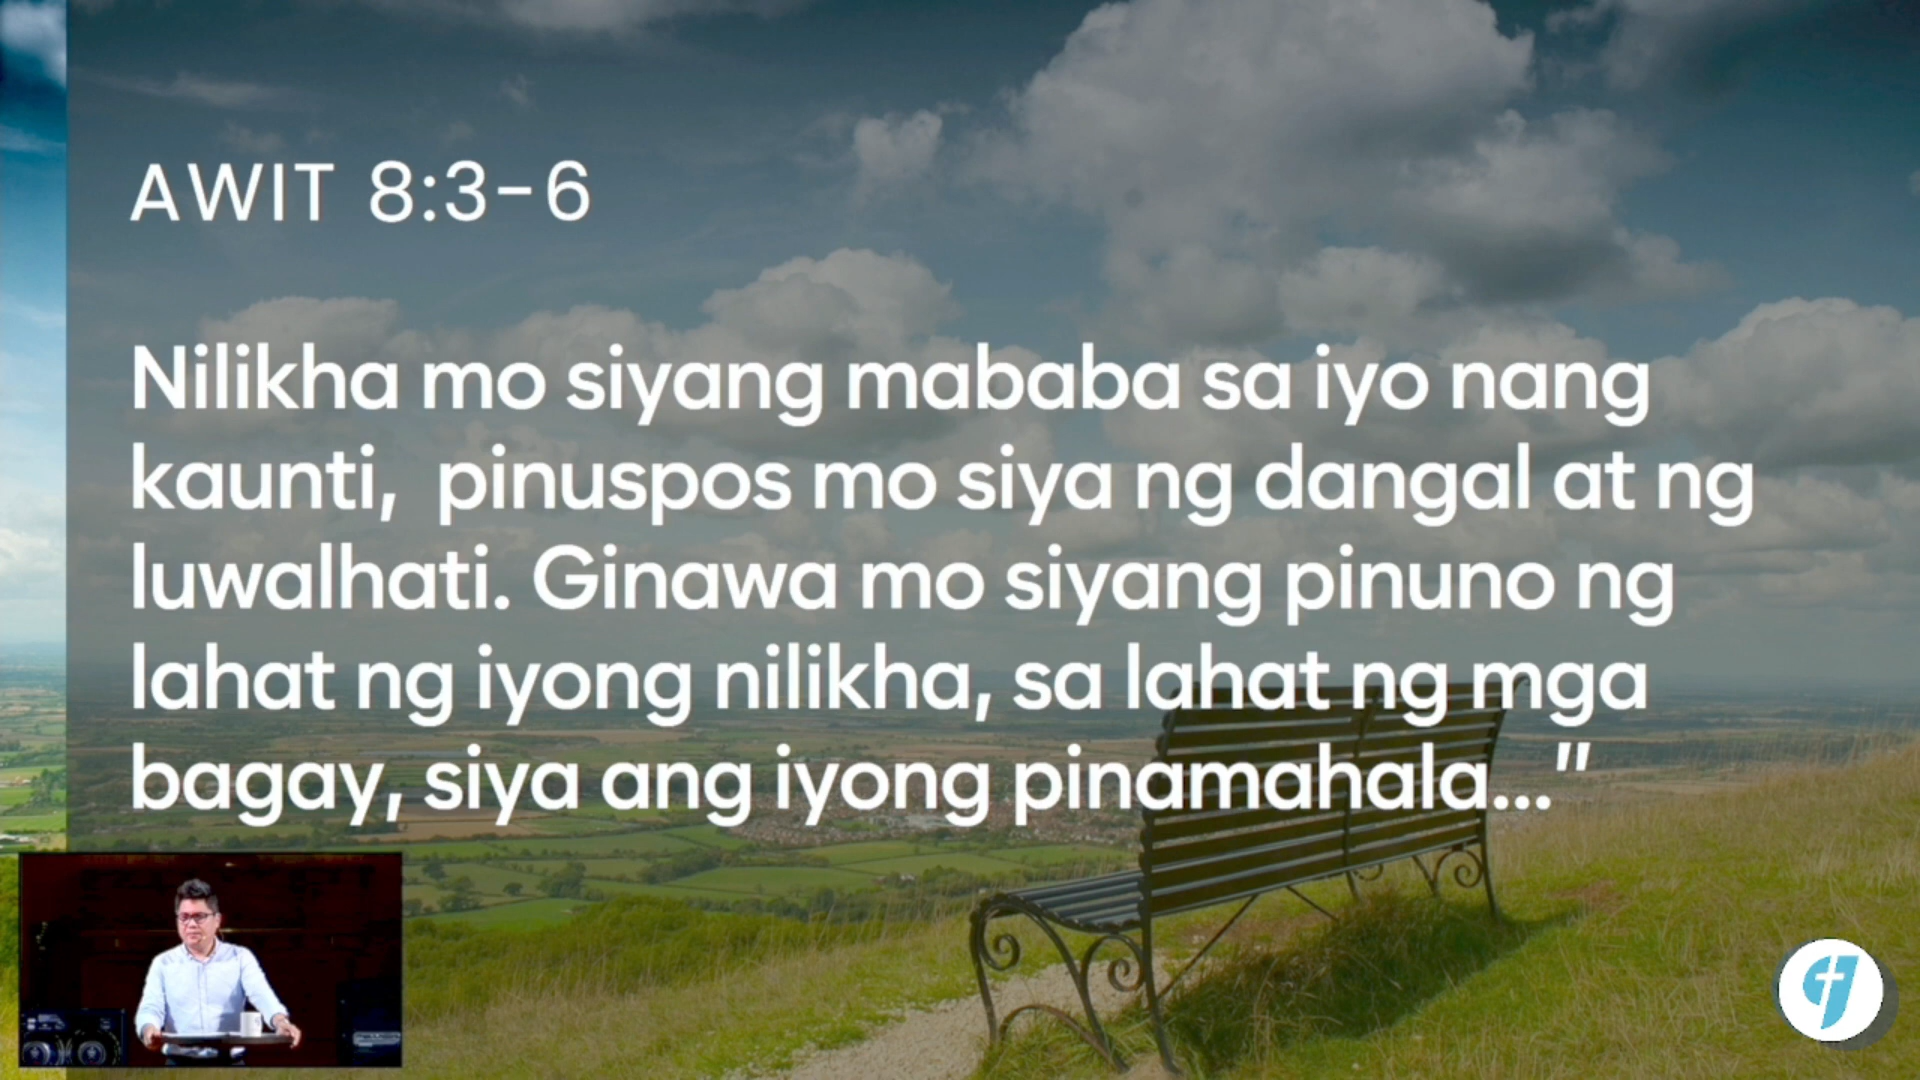 AWIT 8:3-6
Nilikha mo siyang mababa sa iyo nang
kaunti,  pinuspos mo siya ng dangal at ng
luwalhati. Ginawa mo siyang pinuno ng
lahat ng iyong nilikha, sa lahat ng mga
bagay, siya ang iyong pinamahala..."